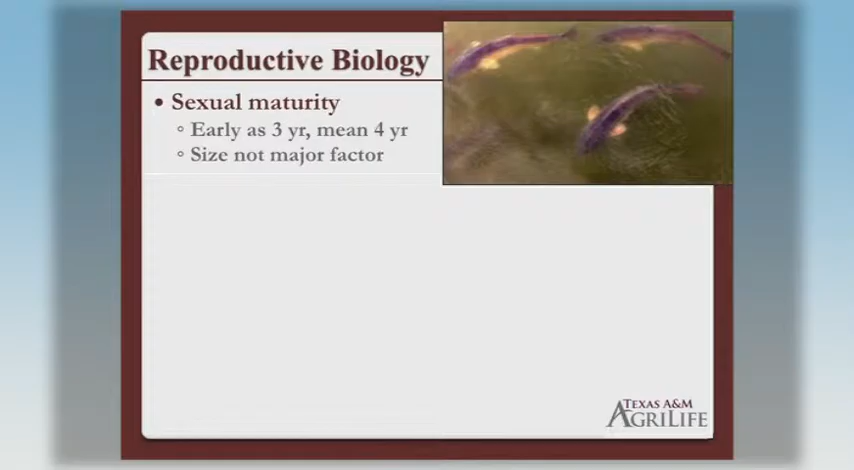 Reproductive Biology
• Sexual maturity
◦ Early as 3 yr, mean 4 yr
◦ Size not major factor
TEXAS A&M
AGRILIFE